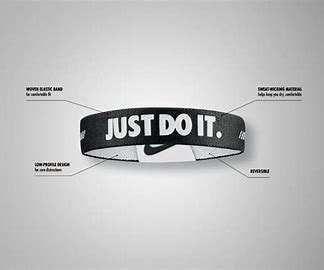 WOVEN ELASTIC BAND
for comfortable fit
SWEAT-WICKING MATERIAL
helps keep you dry, comfortable
JUST DO IT.
LOW-PROFILE DESIGN
for zero distractions
REVERSIBLE